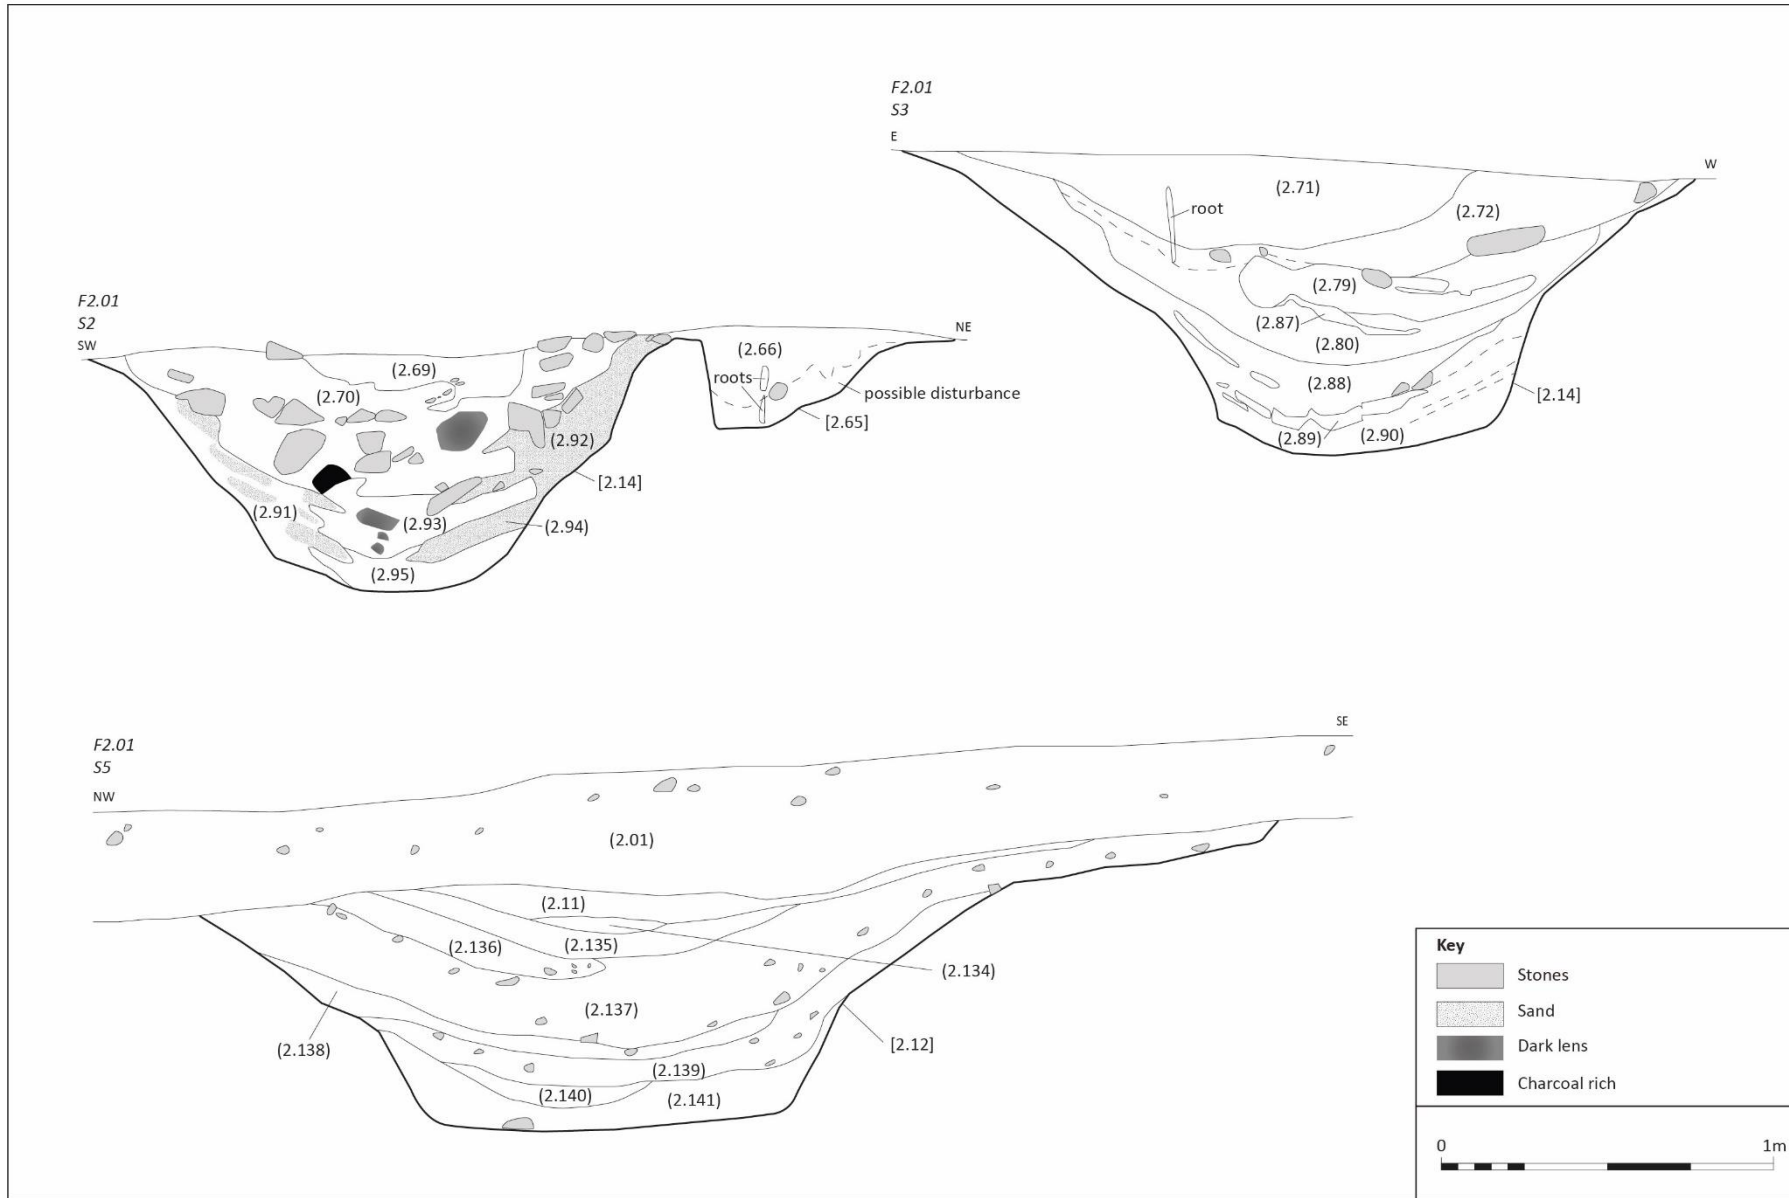 F2.01
S3
E
W
(2.71)
root
(2.72)
(2.79)
(2.87)
(2.80)
(2.88)
[2.14]
(2.89)
(2.90)
F2.01
S2
SW
NE
(2.69)
(2.66)
roots
possible disturbance
(2.70)
[2.65]
(2.92)
[2.14]
(2.91)
(2.93)
(2.94)
(2.95)
F2.01
S5
NW
SE
(2.01)
(2.11)
(2.136)
(2.135)
(2.134)
(2.137)
(2.138)
[2.12]
(2.139)
(2.140)
(2.141)
Key
Stones
Sand
Dark lens
Charcoal rich
0
1m